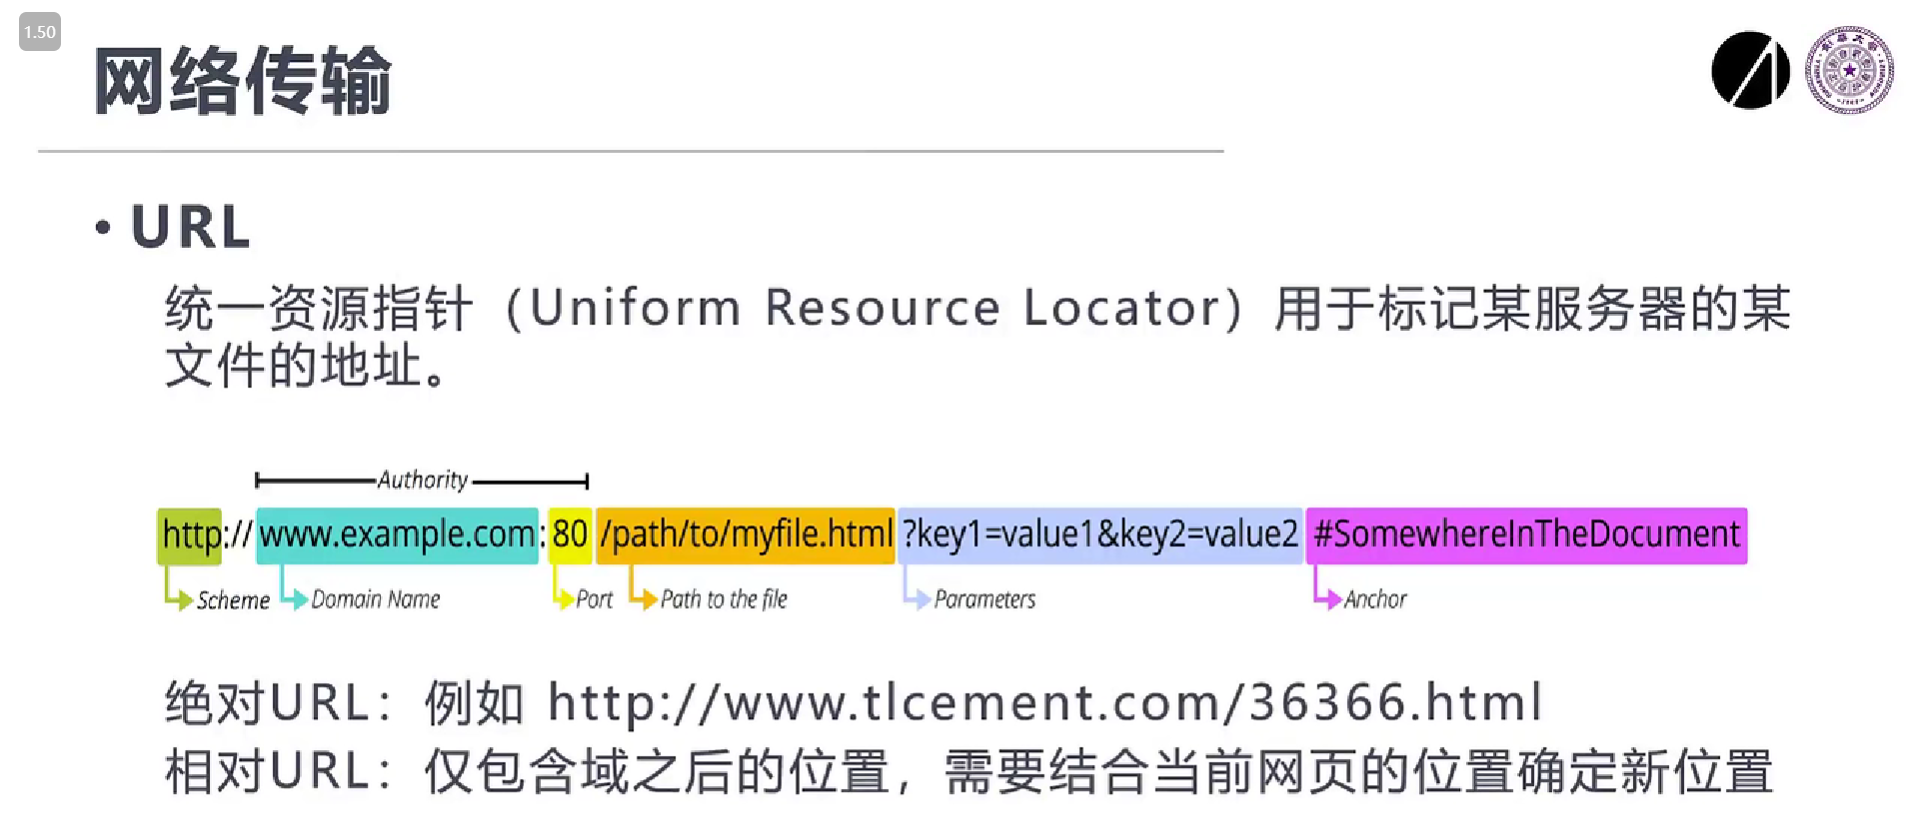 1.50
网络传输
• URL
统一资源指针（Uniform Resource Locator）用于标记某服务器的某
文件的地址。
Authority
http://www.example.com:80/path/to/myfile.html?key1=value1&key2=value2#SomewhereInTheDocument
Scheme Domain Name Port Path to the file Parameters Anchor
绝对URL：例如 http://www.tlcement.com/36366.html
相对URL：仅包含域之后的位置，需要结合当前网页的位置确定新位置